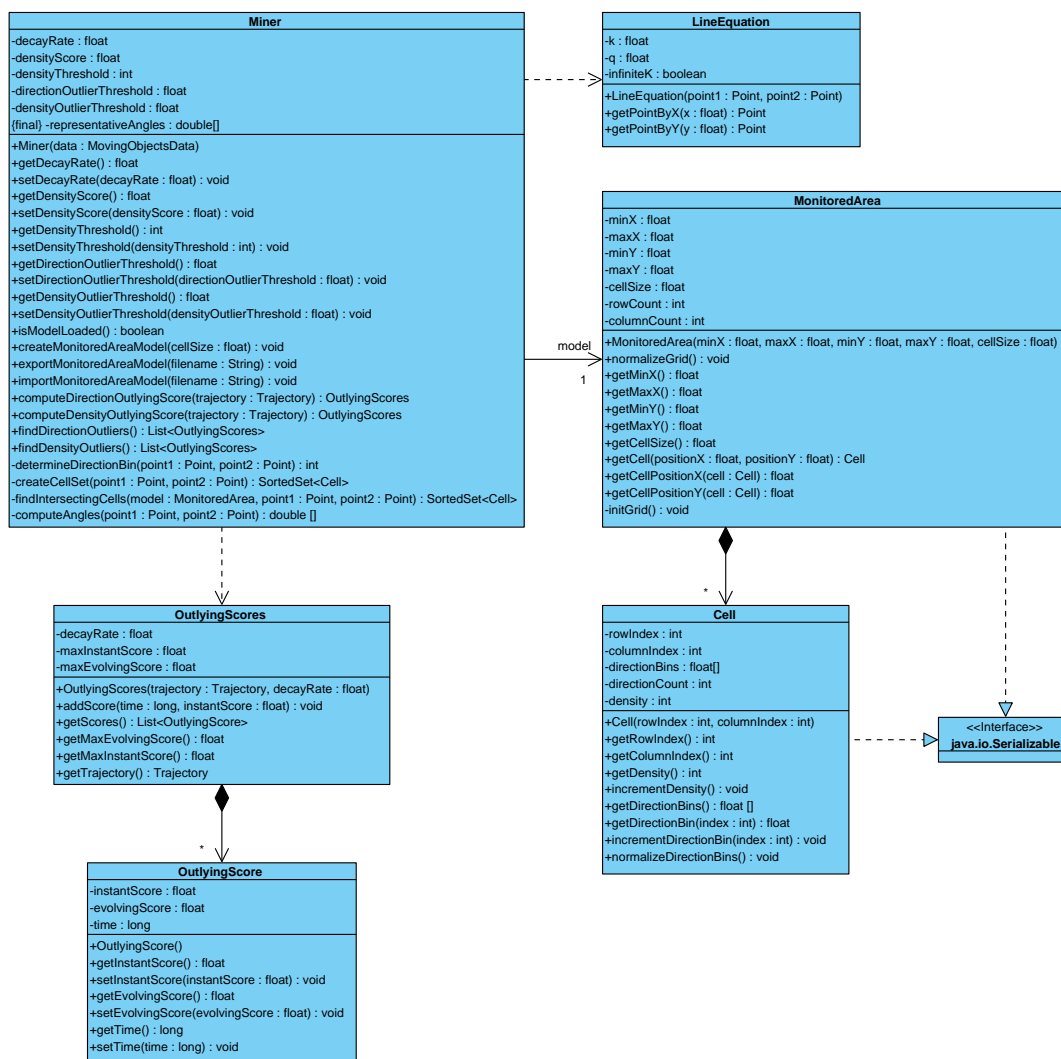 Miner
-decayRate : float
-densityScore : float
-densityThreshold : int
-directionOutlierThreshold : float
-densityOutlierThreshold : float
{final} -representativeAngles : double[]
+Miner(data : MovingObjectsData)
+getDecayRate() : float
+setDecayRate(decayRate : float) : void
+getDensityScore() : float
+setDensityScore(densityScore : float) : void
+getDensityThreshold() : int
+setDensityThreshold(densityThreshold : int) : void
+getDirectionOutlierThreshold() : float
+setDirectionOutlierThreshold(directionOutlierThreshold : float) : void
+getDensityOutlierThreshold() : float
+setDensityOutlierThreshold(densityOutlierThreshold : float) : void
+isModelLoaded() : boolean
+createMonitoredAreaModel(cellSize : float) : void
+exportMonitoredAreaModel(filename : String) : void
+importMonitoredAreaModel(filename : String) : void
+computeDirectionOutlyingScore(trajectory : Trajectory) : OutlyingScores
+computeDensityOutlyingScore(trajectory : Trajectory) : OutlyingScores
+findDirectionOutliers() : List<OutlyingScores>
+findDensityOutliers() : List<OutlyingScores>
-determineDirectionBin(point1 : Point, point2 : Point) : int
-createCellSet(point1 : Point, point2 : Point) : SortedSet<Cell>
-findIntersectingCells(model : MonitoredArea, point1 : Point, point2 : Point) : SortedSet<Cell>
-computeAngles(point1 : Point, point2 : Point) : double []
LineEquation
-k : float
-q : float
-infiniteK : boolean
+LineEquation(point1 : Point, point2 : Point)
+getPointByX(x : float) : Point
+getPointByY(y : float) : Point
model
1
MonitoredArea
-minX : float
-maxX : float
-minY : float
-maxY : float
-cellSize : float
-rowCount : int
-columnCount : int
+MonitoredArea(minX : float, maxX : float, minY : float, maxY : float, cellSize : float)
+normalizeGrid() : void
+getMinX() : float
+getMaxX() : float
+getMinY() : float
+getMaxY() : float
+getCellSize() : float
+getCell(positionX : float, positionY : float) : Cell
+getCellPositionX(cell : Cell) : float
+getCellPositionY(cell : Cell) : float
-initGrid() : void
OutlyingScores
-decayRate : float
-maxInstantScore : float
-maxEvolvingScore : float
+OutlyingScores(trajectory : Trajectory, decayRate : float)
+addScore(time : long, instantScore : float) : void
+getScores() : List<OutlyingScore>
+getMaxEvolvingScore() : float
+getMaxInstantScore() : float
+getTrajectory() : Trajectory
*
Cell
-rowIndex : int
-columnIndex : int
-directionBins : float[]
-directionCount : int
-density : int
+Cell(rowIndex : int, columnIndex : int)
+getRowIndex() : int
+getColumnIndex() : int
+getDensity() : int
+incrementDensity() : void
+getDirectionBins() : float []
+getDirectionBin(index : int) : float
+incrementDirectionBin(index : int) : void
+normalizeDirectionBins() : void
<<Interface>>
java.io.Serializable
*
OutlyingScore
-instantScore : float
-evolvingScore : float
-time : long
+OutlyingScore()
+getInstantScore() : float
+setInstantScore(instantScore : float) : void
+getEvolvingScore() : float
+setEvolvingScore(evolvingScore : float) : void
+getTime() : long
+setTime(time : long) : void